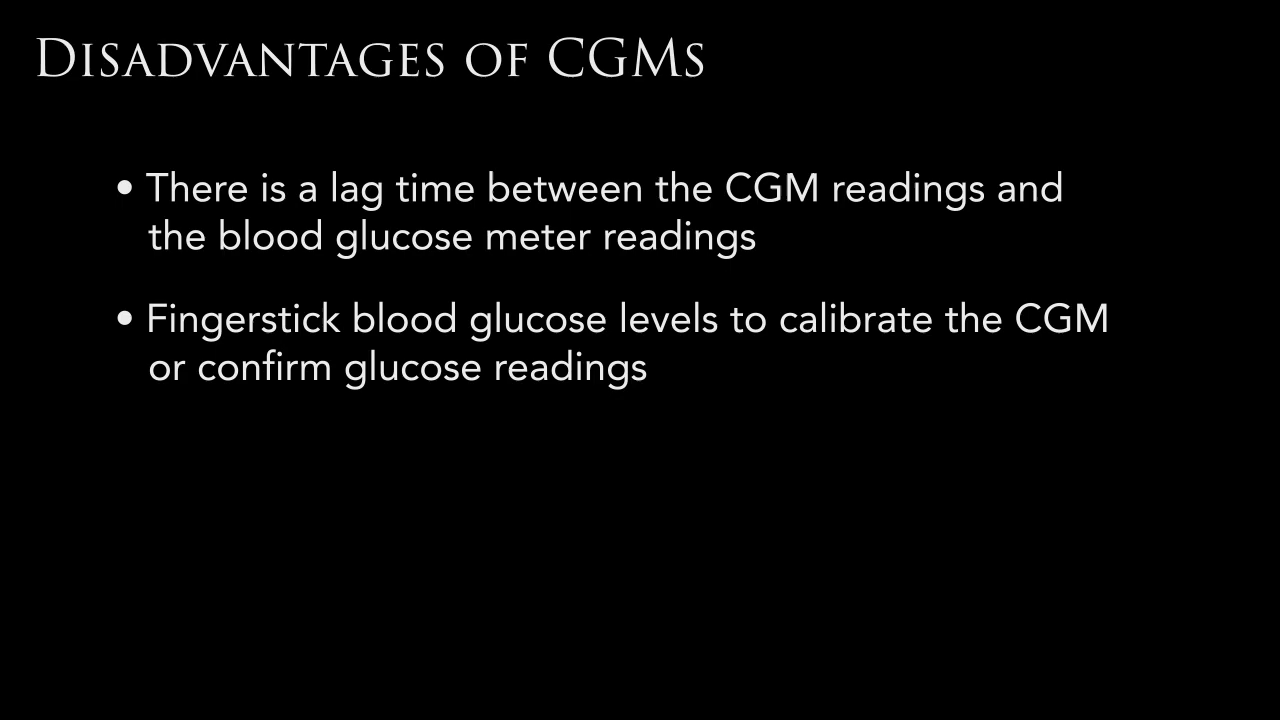 Disadvantages of CGMs
• There is a lag time between the CGM readings and
the blood glucose meter readings
• Fingerstick blood glucose levels to calibrate the CGM
or confirm glucose readings